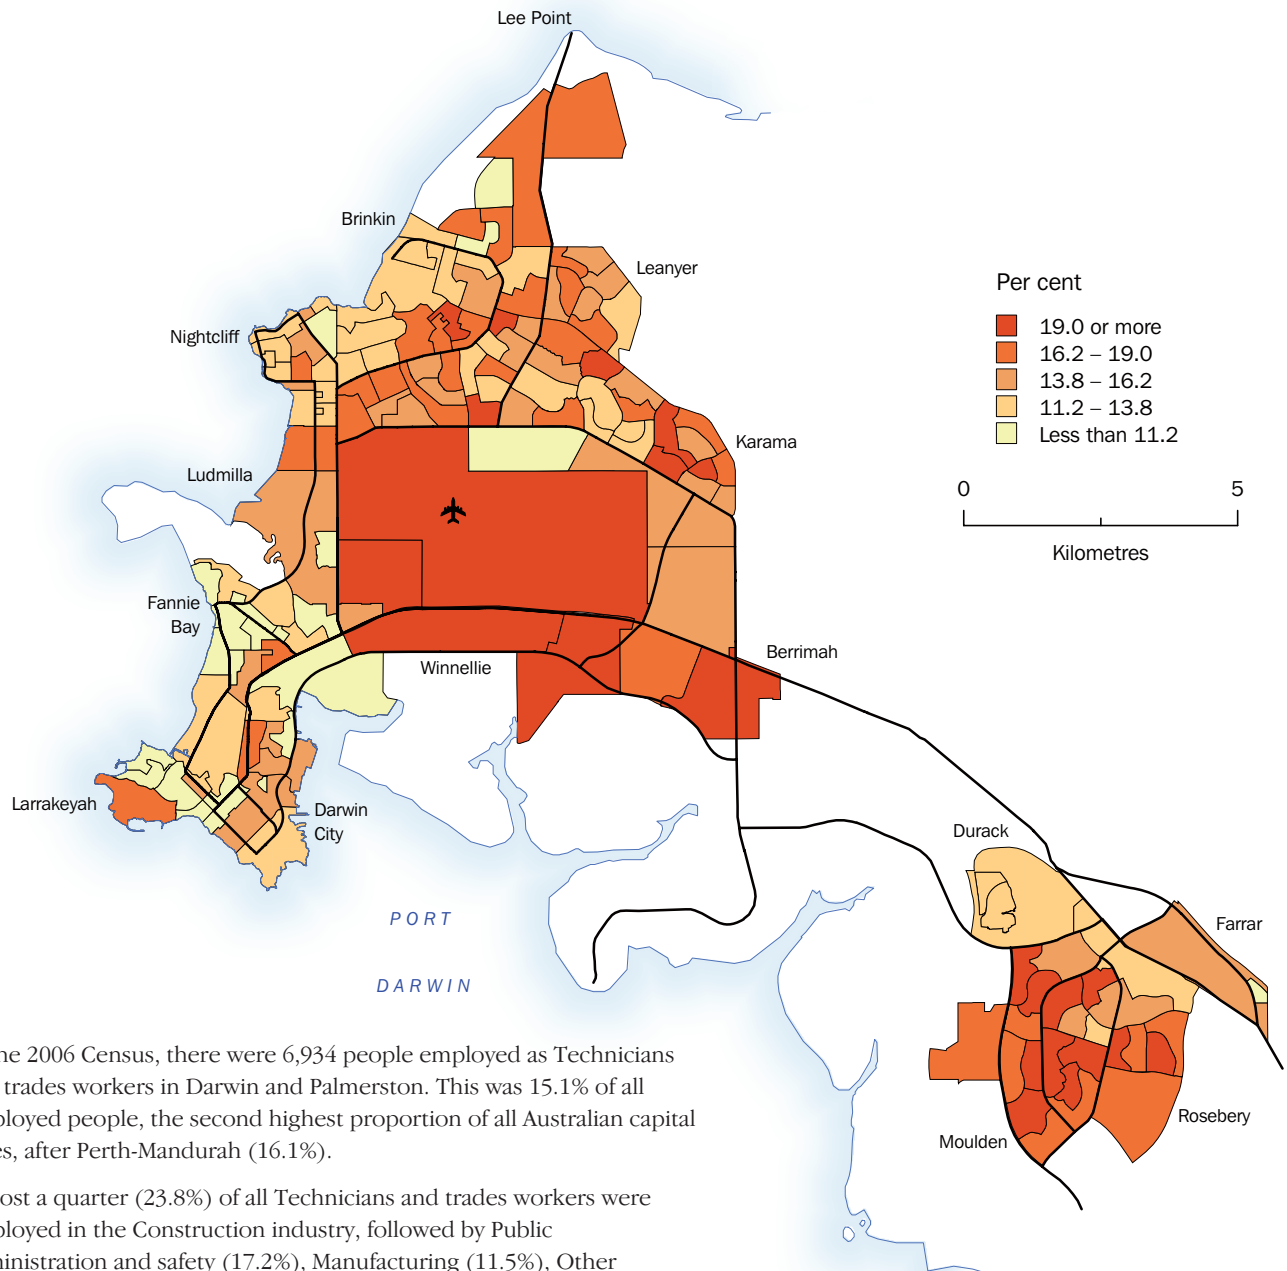 Lee Point
Brinkin
Leanyer
Per cent
19.0 or more
16.2 – 19.0
13.8 – 16.2
11.2 – 13.8
Less than 11.2
Nightcliff
Karama
Ludmilla
0 5
Kilometres
Fannie
Bay
Berrimah
Winnellie
Larrakeyah
Darwin
City
Durack
PORT
DARWIN
Farrar
Rosebery
Moulden
ne 2006 Census, there were 6,934 people employed as Technicians
trades workers in Darwin and Palmerston. This was 15.1% of all
ployed people, the second highest proportion of all Australian capital
es, after Perth-Mandurah (16.1%).
ost a quarter (23.8%) of all Technicians and trades workers were
ployed in the Construction industry, followed by Public
ministration and safety (17.2%), Manufacturing (11.5%), Other